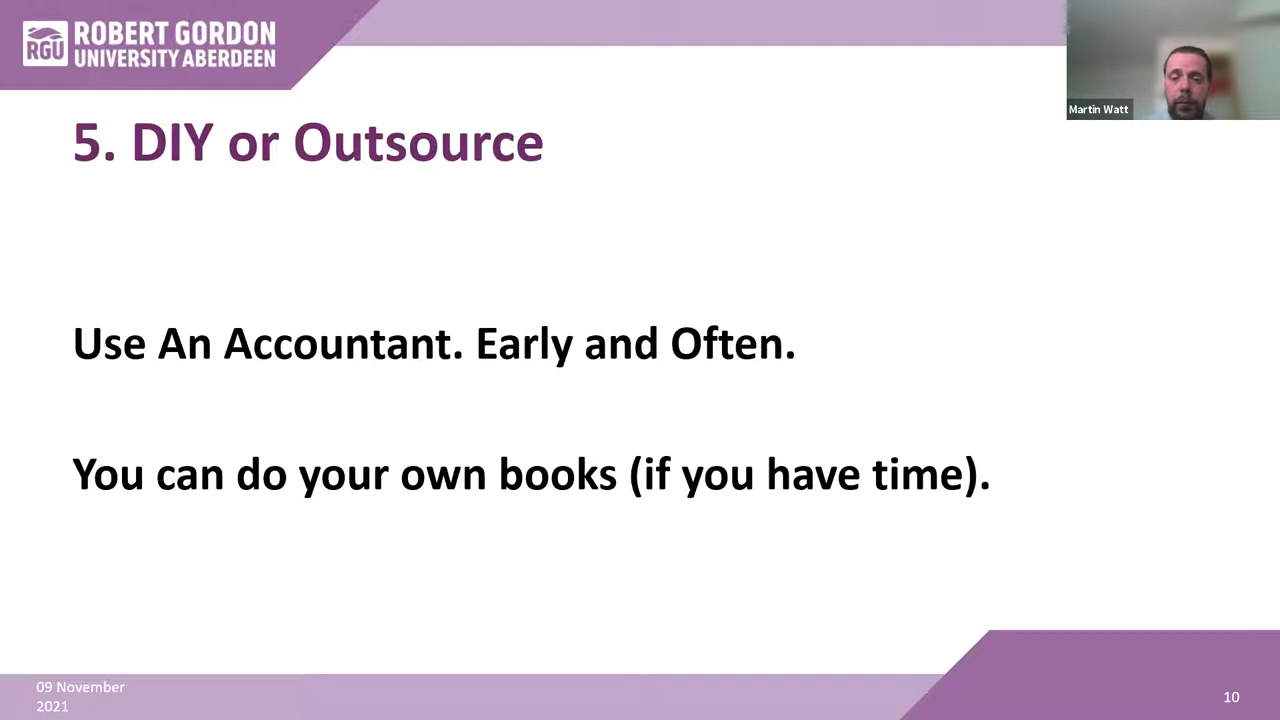 RGU
ROBERT GORDON
UNIVERSITY ABERDEEN
Martin Watt
5. DIY or Outsource
Use An Accountant. Early and Often.
You can do your own books (if you have time).
09 November
2021
10